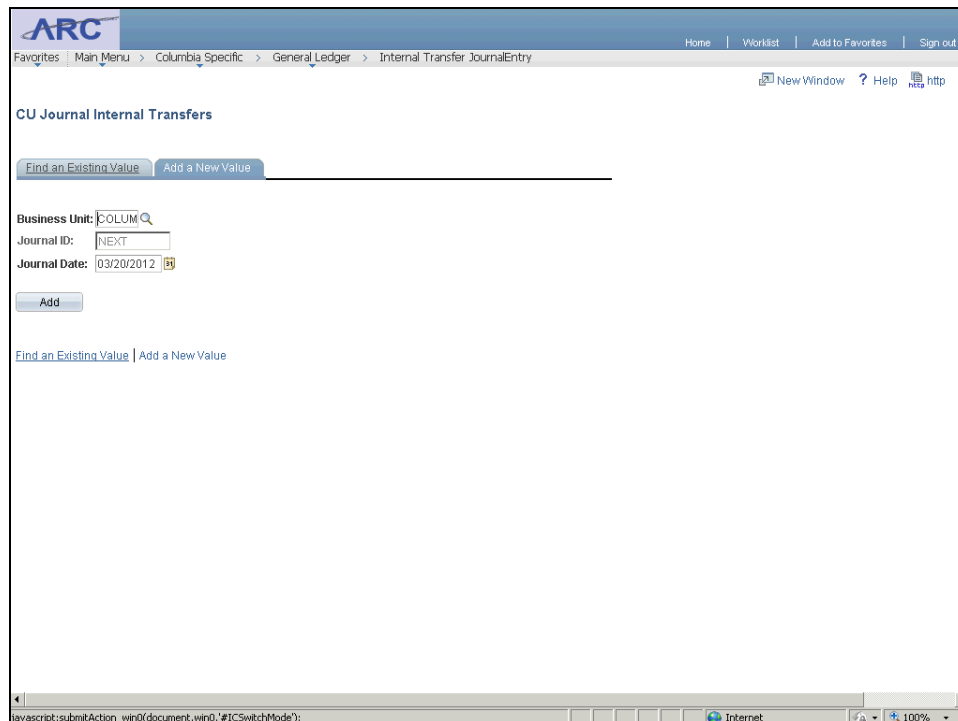 ARC
Home | Worklist | Add to Favorites | Sign out
Favorites Main Menu > Columbia Specific > General Ledger > Internal Transfer JournalEntry
New Window ? Help http http
CU Journal Internal Transfers
Find an Existing Value Add a New Value
Business Unit: COLUM
Journal ID: NEXT
Journal Date: 03/20/2012 31
Add
Find an Existing Value | Add a New Value
javascript:submitAction_win0(document.win0,'#ICSwitchMode'); Internet 100%